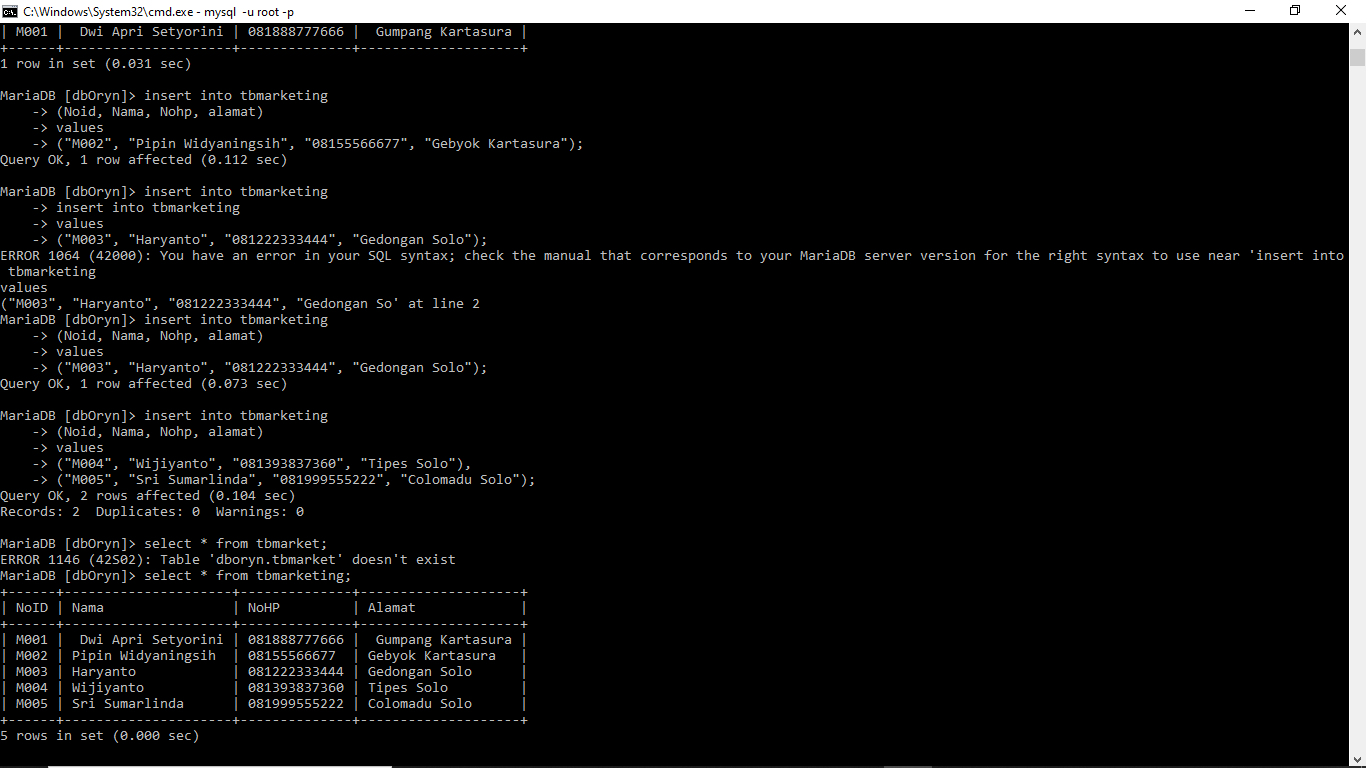 C:\Windows\System32\cmd.exe - mysql  -u root -p
| M001 |  Dwi Apri Setyorini | 081888777666 |  Gumpang Kartasura |
+------+---------------------+--------------+--------------------+
1 row in set (0.031 sec)
MariaDB [dbOryn]> insert into tbmarketing
    -> (Noid, Nama, Nohp, alamat)
    -> values
    -> ("M002", "Pipin Widyaningsih", "08155566677", "Gebyok Kartasura");
Query OK, 1 row affected (0.112 sec)
MariaDB [dbOryn]> insert into tbmarketing
    -> insert into tbmarketing
    -> values
    -> ("M003", "Haryanto", "081222333444", "Gedongan Solo");
ERROR 1064 (42000): You have an error in your SQL syntax; check the manual that corresponds to your MariaDB server version for the right syntax to use near 'insert into
 tbmarketing
values
("M003", "Haryanto", "081222333444", "Gedongan So' at line 2
MariaDB [dbOryn]> insert into tbmarketing
    -> (Noid, Nama, Nohp, alamat)
    -> values
    -> ("M003", "Haryanto", "081222333444", "Gedongan Solo");
Query OK, 1 row affected (0.073 sec)
MariaDB [dbOryn]> insert into tbmarketing
    -> (Noid, Nama, Nohp, alamat)
    -> values
    -> ("M004", "Wijiyanto", "081393837360", "Tipes Solo"),
    -> ("M005", "Sri Sumarlinda", "081999555222", "Colomadu Solo");
Query OK, 2 rows affected (0.104 sec)
Records: 2  Duplicates: 0  Warnings: 0
MariaDB [dbOryn]> select * from tbmarket;
ERROR 1146 (42S02): Table 'dboryn.tbmarket' doesn't exist
MariaDB [dbOryn]> select * from tbmarketing;
+------+---------------------+--------------+--------------------+
| NoID | Nama                | NoHP         | Alamat             |
+------+---------------------+--------------+--------------------+
| M001 |  Dwi Apri Setyorini | 081888777666 |  Gumpang Kartasura |
| M002 | Pipin Widyaningsih  | 08155566677  | Gebyok Kartasura   |
| M003 | Haryanto            | 081222333444 | Gedongan Solo      |
| M004 | Wijiyanto           | 081393837360 | Tipes Solo         |
| M005 | Sri Sumarlinda      | 081999555222 | Colomadu Solo      |
+------+---------------------+--------------+--------------------+
5 rows in set (0.000 sec)